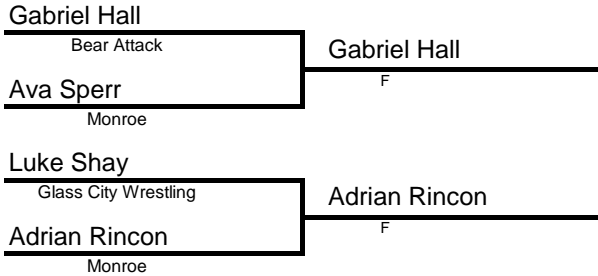 Gabriel Hall
Bear Attack
Gabriel Hall
F
Ava Sperr
Monroe
Luke Shay
Glass City Wrestling
Adrian Rincon
F
Adrian Rincon
Monroe